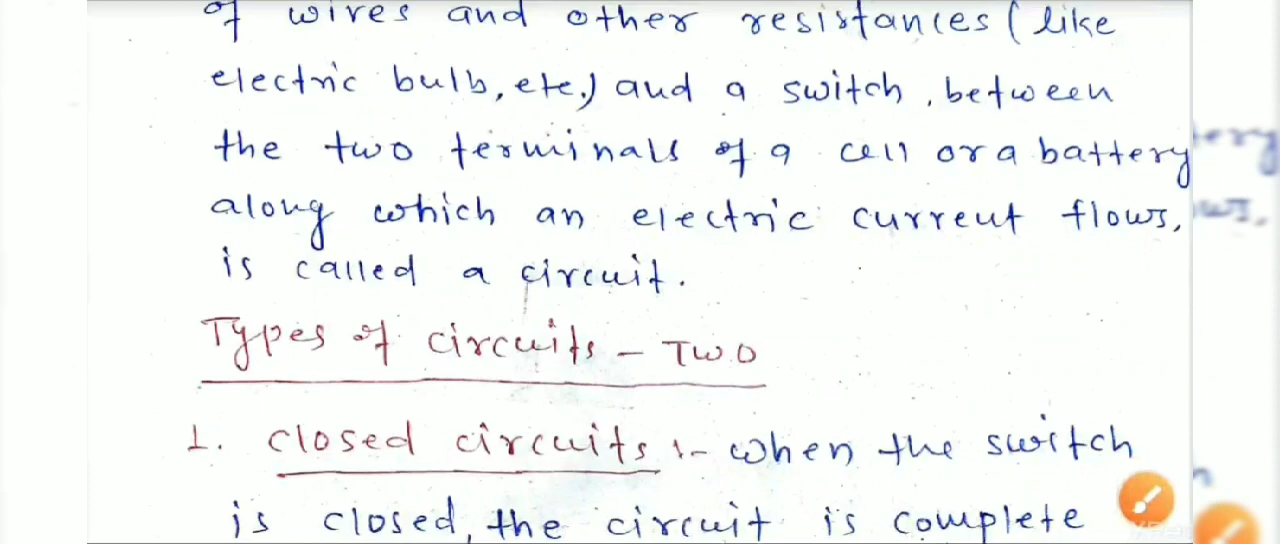 of wires and other resistances (like
electric bulb, etc.) and a switch, between
the two terminals of a cell or a battery
along which an electric current flows,
is called a circuit.
Types of circuits - TWO
1. closed circuits :- when the switch
is closed, the circuit is complete